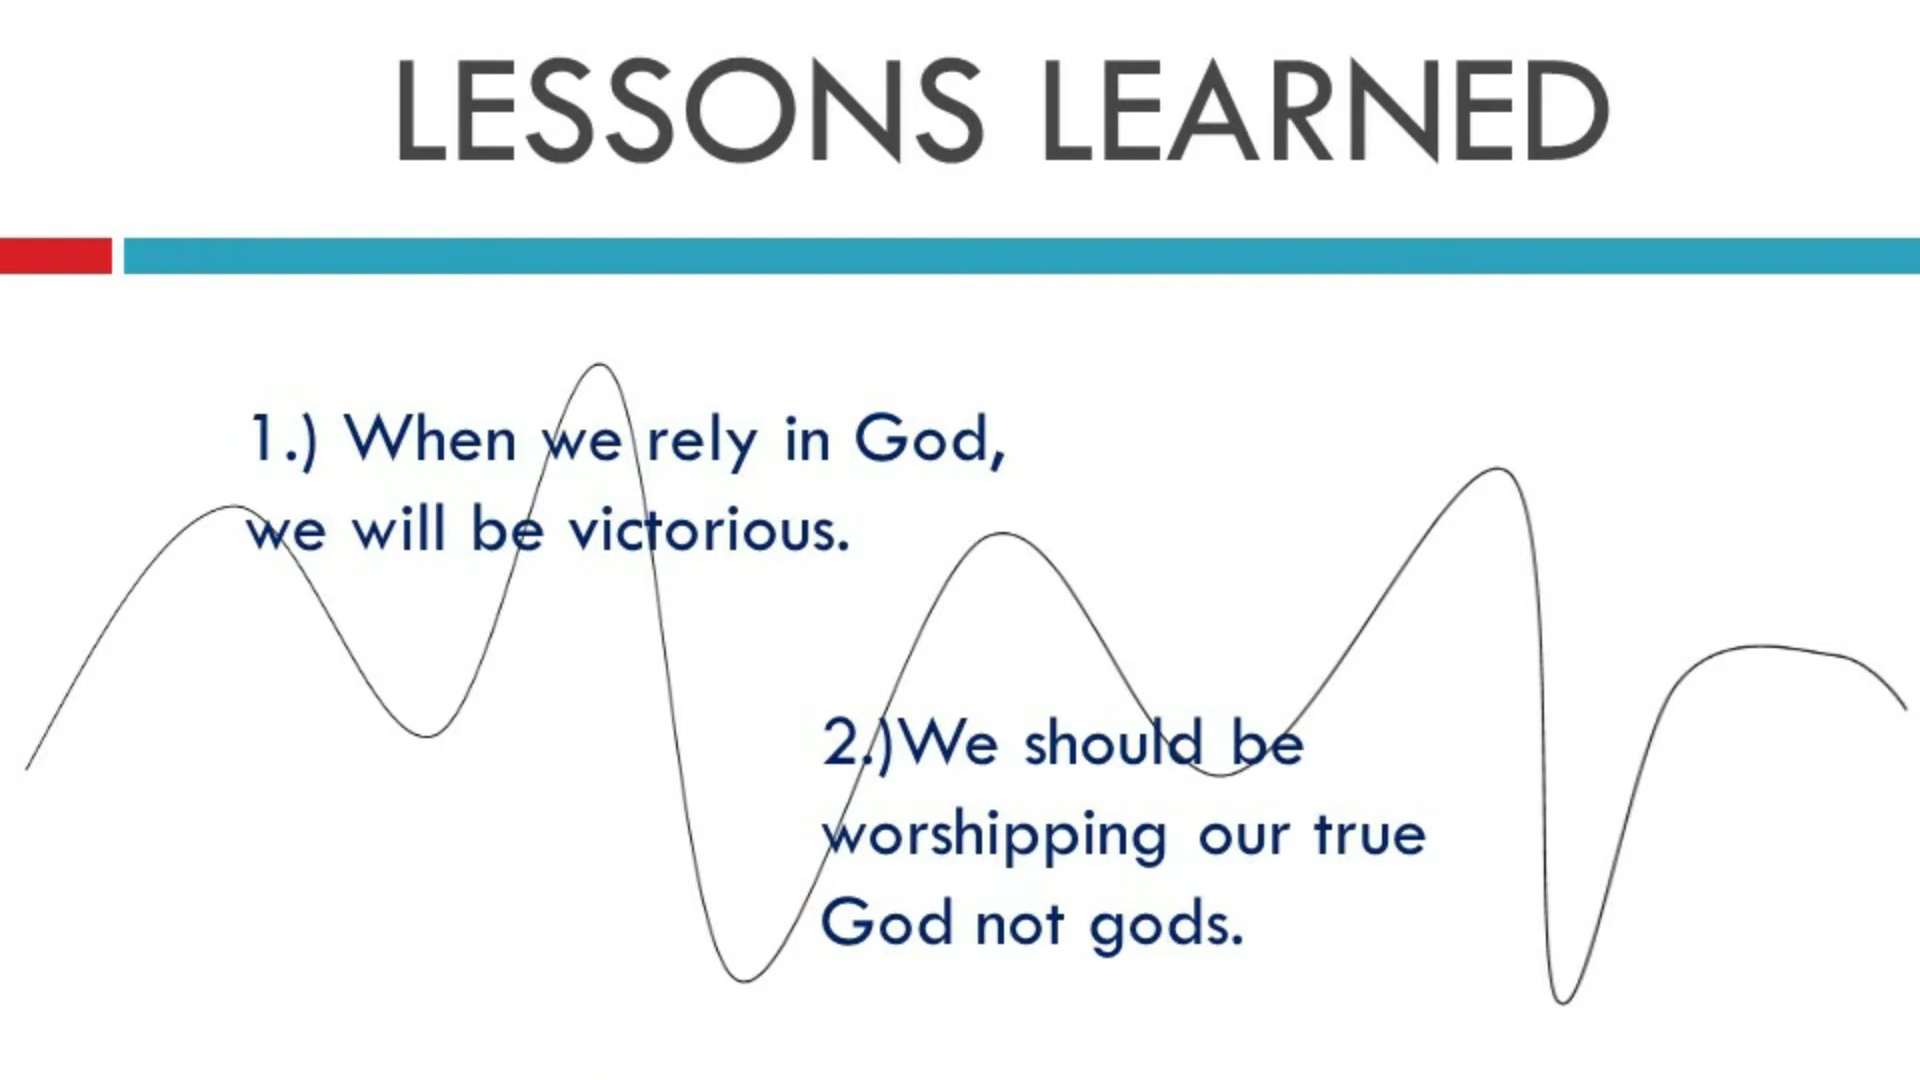 LESSONS LEARNED
1.) When we rely in God,
we will be victorious.
2.)We should be
worshipping our true
God not gods.